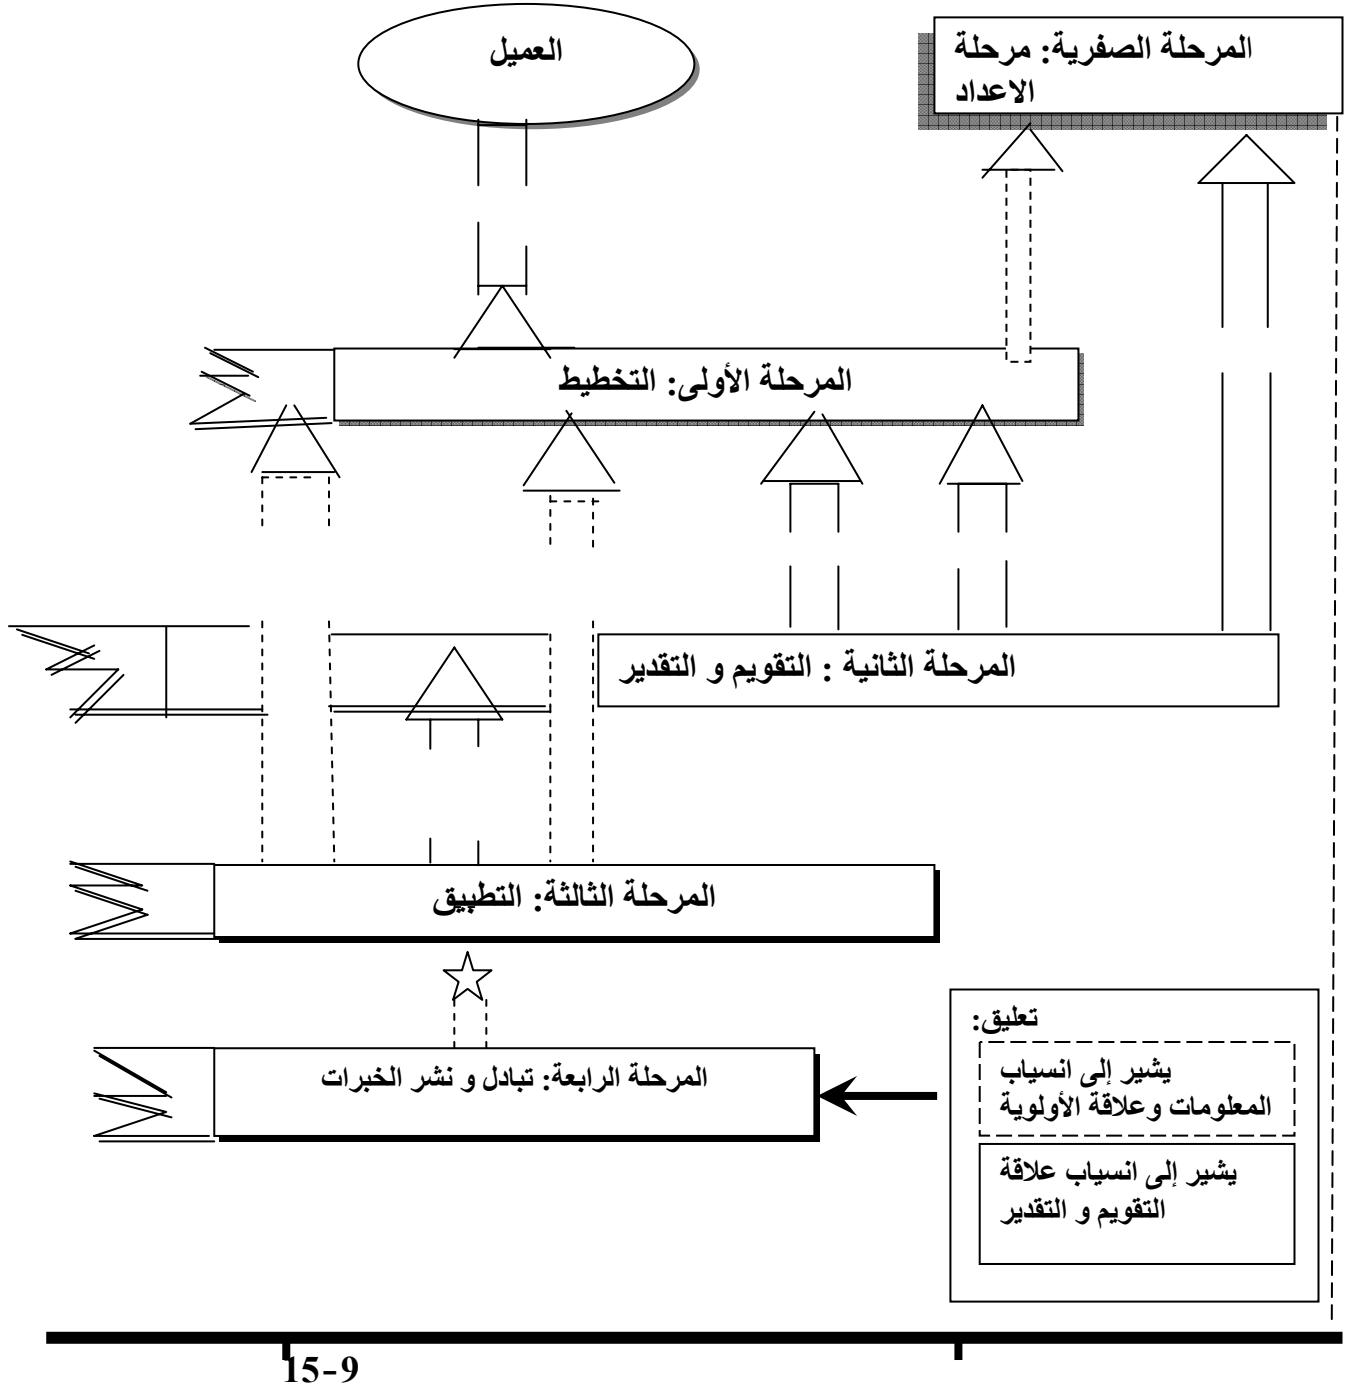 العميل
المرحلة الصفرية: مرحلة
الاعداد
المرحلة الأولى: التخطيط
المرحلة الثانية : التقويم و التقدير
المرحلة الثالثة: التطبيق
المرحلة الرابعة: تبادل و نشر الخبرات
تعليق:
يشير إلى انسياب
المعلومات وعلاقة الأولوية
يشير إلى انسياب علاقة
التقويم و التقدير
15-9